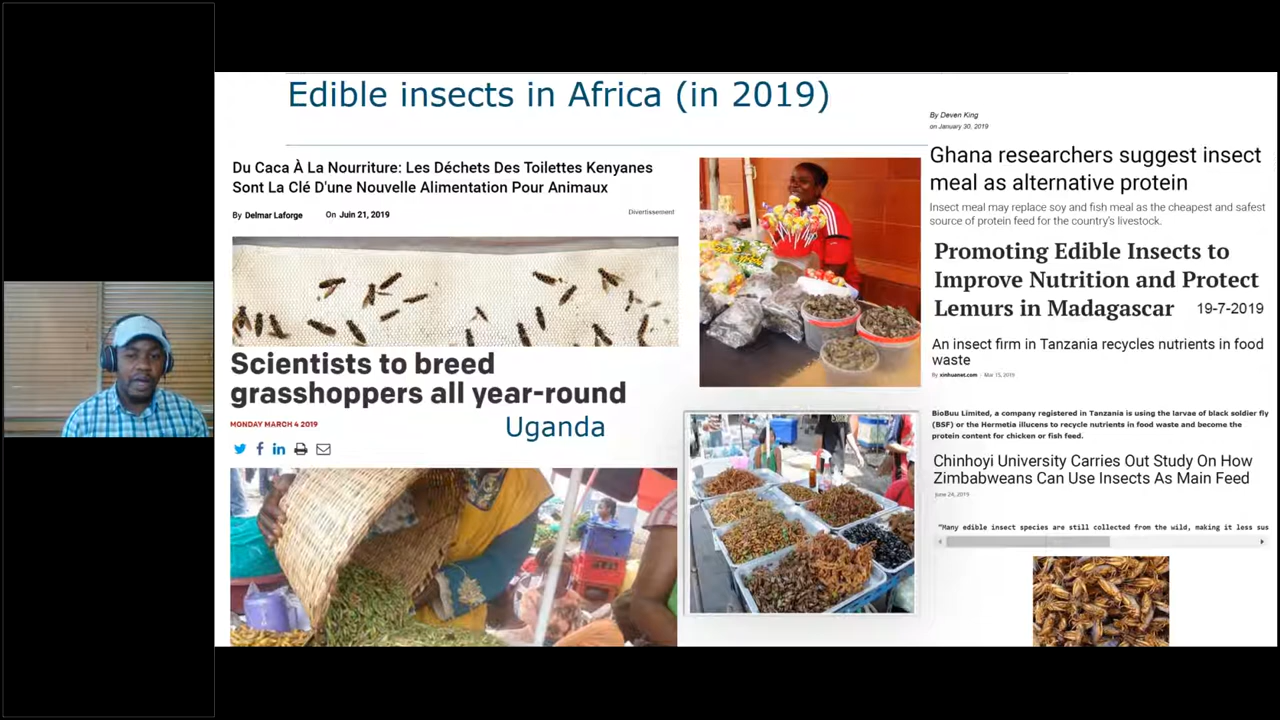 Edible insects in Africa (in 2019)
Du Caca À La Nourriture: Les Déchets Des Toilettes Kenyanes
Sont La Clé D'une Nouvelle Alimentation Pour Animaux
By Delmar Laforge On Juin 21, 2019
Divertissement
Scientists to breed
grasshoppers all year-round
MONDAY MARCH 4 2019
Uganda
By Deven King
on January 30, 2019
Ghana researchers suggest insect
meal as alternative protein
Insect meal may replace soy and fish meal as the cheapest and safest
source of protein feed for the country's livestock.
Promoting Edible Insects to
Improve Nutrition and Protect
Lemurs in Madagascar 19-7-2019
An insect firm in Tanzania recycles nutrients in food
waste
By xinhuanet.com - Mar 15, 2019
BioBuu Limited, a company registered in Tanzania is using the larvae of black soldier fly
(BSF) or the Hermetia illucens to recycle nutrients in food waste and become the
protein content for chicken or fish feed.
Chinhoyi University Carries Out Study On How
Zimbabweans Can Use Insects As Main Feed
June 24, 2019
"Many edible insect species are still collected from the wild, making it less sus